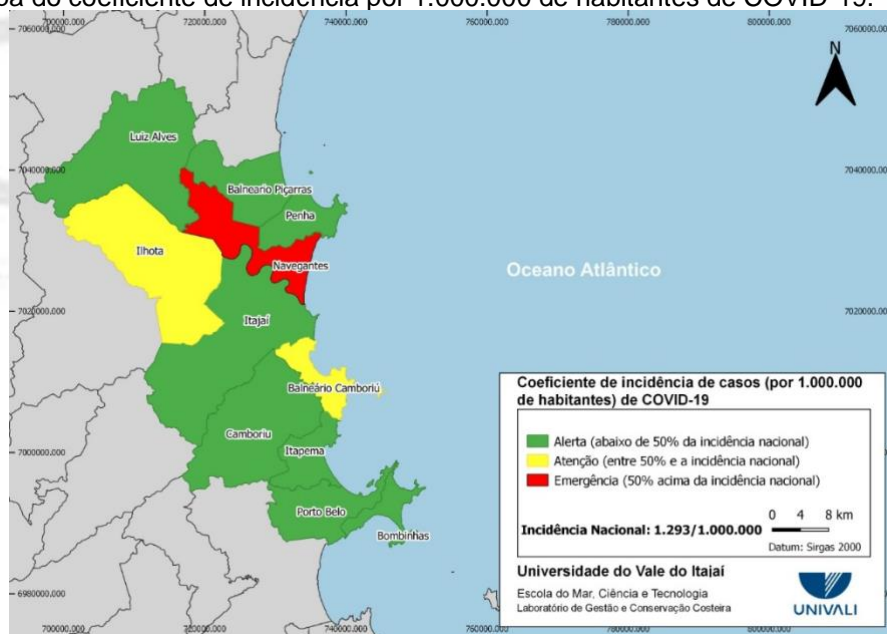 do coeficiente de incidência por 1.000.000 de habitantes de COVID-19.
700000.000 720000.000 740000.000 760000.000 780000.000 800000.000
7060000.000 7060000.000
N
Luiz Alves
7040000.000 7040000.000
Balneario Piçarras
Penha
Ilhota
Navegantes
Oceano Atlântico
7020000.000 7020000.000
Itajaí
Balneário Camboriú
Camboriu
Itapema
7000000.000
Porto Belo
Bombinhas
6980000.000
700000.000 720000.000 740000.000 760000.000 780000.000 800000.000
Coeficiente de incidência de casos (por 1.000.000
de habitantes) de COVID-19
Alerta (abaixo de 50% da incidência nacional)
Atenção (entre 50% e a incidência nacional)
Emergência (50% acima da incidência nacional)
Incidência Nacional: 1.293/1.000.000
0 4 8 km
Datum: Sirgas 2000
Universidade do Vale do Itajaí
Escola do Mar, Ciência e Tecnologia
Laboratório de Gestão e Conservação Costeira
UNIVALI